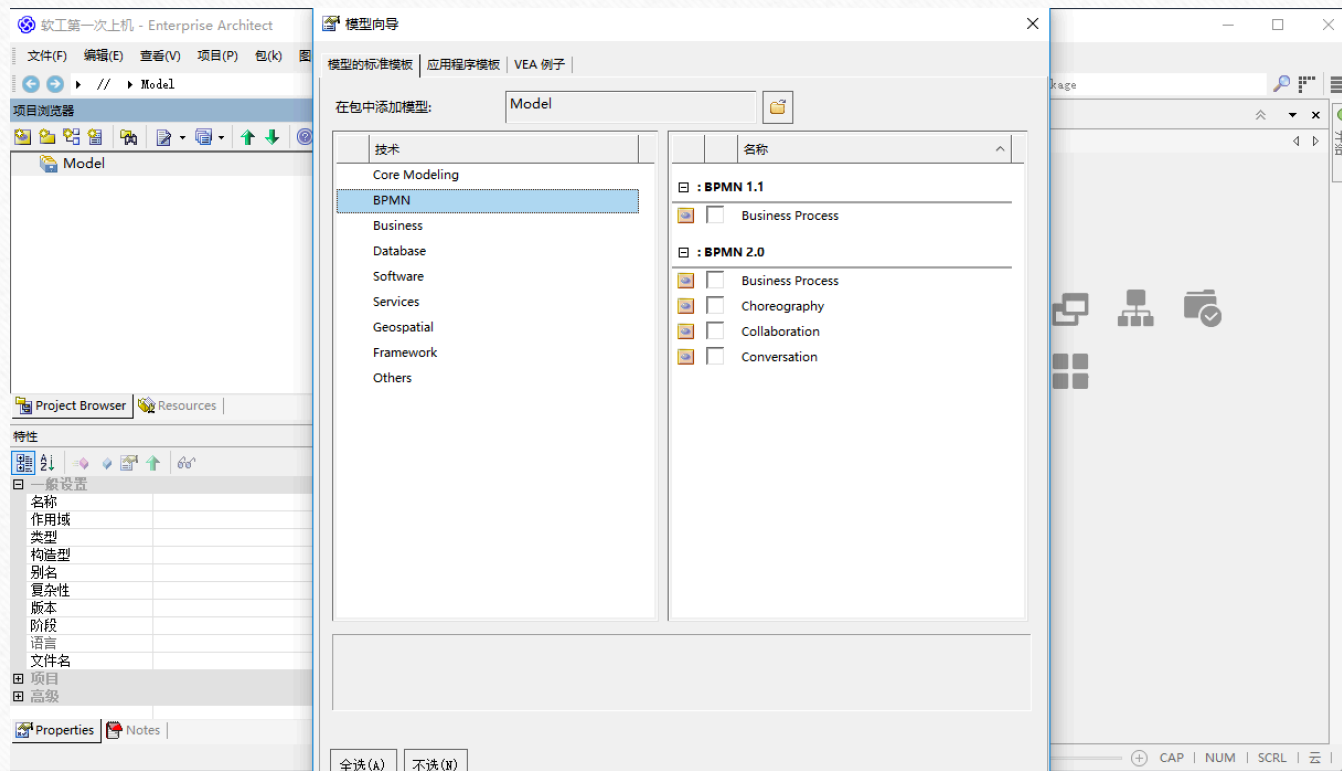 软工第一次上机 - Enterprise Architect
文件(F) 编辑(E) 查看(V) 项目(P) 包(k) 图
// Model
项目浏览器
Model
Project Browser Resources
特性
一般设置
名称
作用域
类型
构造型
别名
复杂性
版本
阶段
语言
文件名
项目
高级
Properties Notes
模型向导
模型的标准模板 应用程序模板 VEA 例子
在包中添加模型: Model
技术
Core Modeling
BPMN
Business
Database
Software
Services
Geospatial
Framework
Others
名称
: BPMN 1.1
Business Process
: BPMN 2.0
Business Process
Choreography
Collaboration
Conversation
全选(A) 不选(N)
kage
CAP NUM SCRL 云